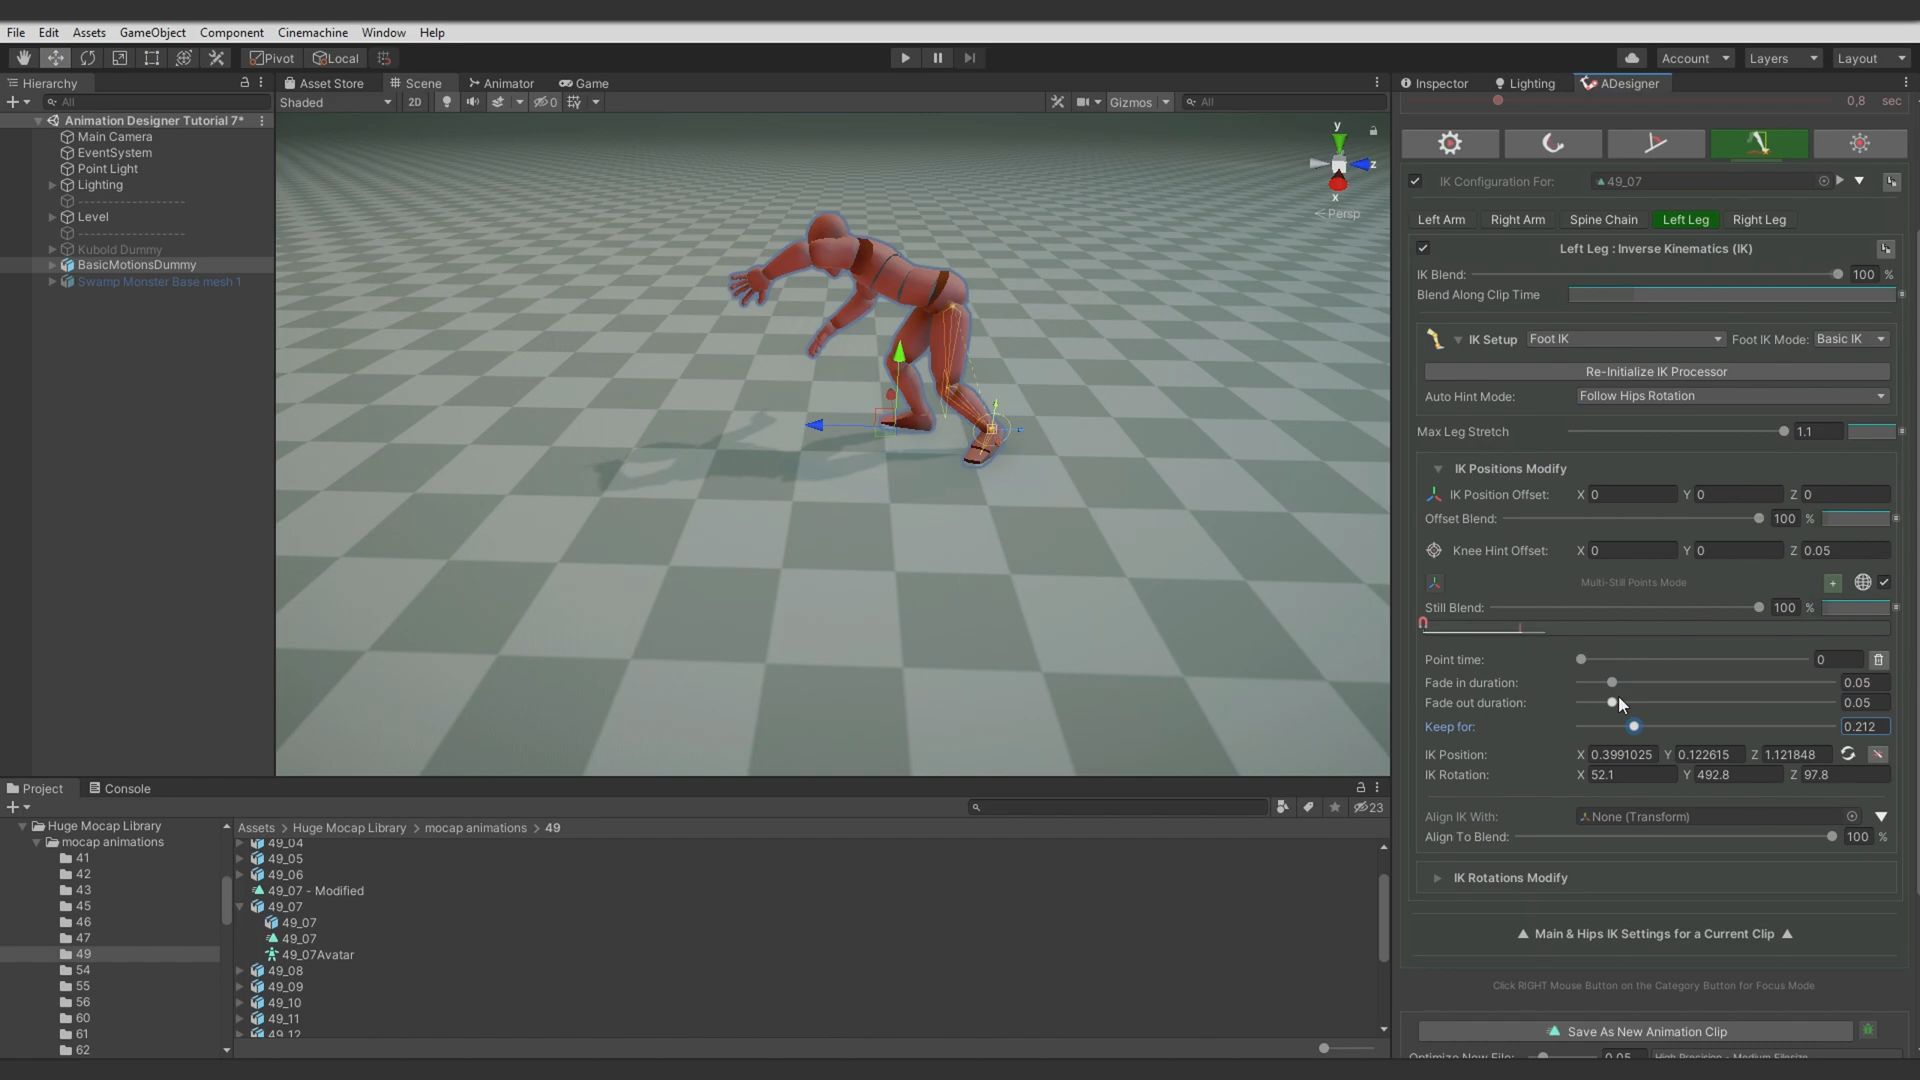 File Edit Assets GameObject Component Cinemachine Window Help
Pivot Local Account Layers Layout
Hierarchy
All
Animation Designer Tutorial 7*
Main Camera
EventSystem
Point Light
Lighting
------------------
Level
------------------
Kubold Dummy
BasicMotionsDummy
Swamp Monster Base mesh 1
Asset Store Scene Animator Game
Shaded 2D 0 Gizmos All
y
z
x
Persp
Inspector Lighting ADesigner
0,8 sec
IK Configuration For: 49_07
Left Arm Right Arm Spine Chain Left Leg Right Leg
Left Leg : Inverse Kinematics (IK)
IK Blend: 100 %
Blend Along Clip Time
IK Setup Foot IK Foot IK Mode: Basic IK
Re-Initialize IK Processor
Auto Hint Mode: Follow Hips Rotation
Max Leg Stretch 1.1
IK Positions Modify
IK Position Offset: X 0 Y 0 Z 0
Offset Blend: 100 %
Knee Hint Offset: X 0 Y 0 Z 0.05
Multi-Still Points Mode +
Still Blend: 100 %
Point time: 0
Fade in duration: 0.05
Fade out duration: 0.05
Keep for: 0.212
IK Position: X 0.3991025 Y 0.122615 Z 1.121848
IK Rotation: X 52.1 Y 492.8 Z 97.8
Align IK With: None (Transform)
Align To Blend: 100 %
IK Rotations Modify
Main & Hips IK Settings for a Current Clip
Click RIGHT Mouse Button on the Category Button for Focus Mode
Save As New Animation Clip
Optimize New File: 0.05 High Precision - Medium Filesize
Project Console
23
Huge Mocap Library
mocap animations
41
42
43
45
46
47
49
54
55
56
60
61
62
Assets > Huge Mocap Library > mocap animations > 49
49_04
49_05
49_06
49_07 - Modified
49_07
49_07
49_07
49_07Avatar
49_08
49_09
49_10
49_11
49_12